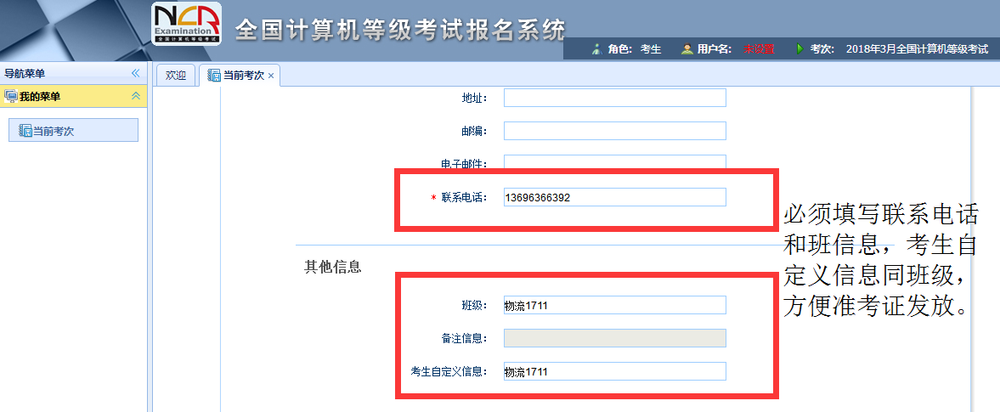 NCR
Examination
全国计算机等级考试
全国计算机等级考试报名系统
角色: 考生 用户名: 未设置 考次: 2018年3月全国计算机等级考试
导航菜单
欢迎 当前考次
我的菜单
当前考次
地址:
邮编:
电子邮件:
* 联系电话: 13696366392
必须填写联系电话
和班信息，考生自
定义信息同班级，
方便准考证发放。
其他信息
班级: 物流1711
备注信息:
考生自定义信息: 物流1711